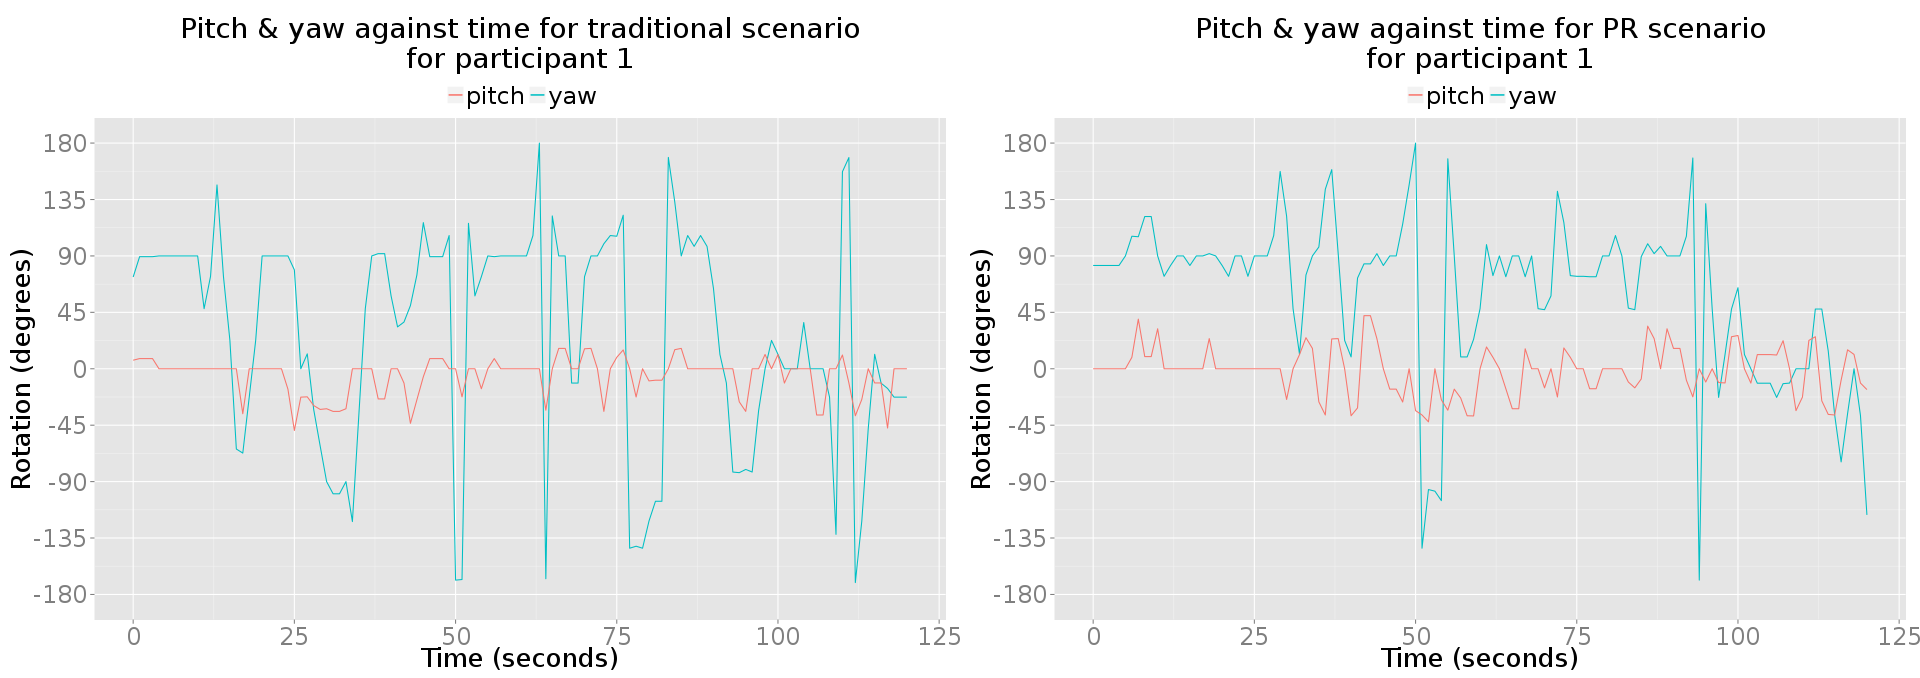 Pitch & yaw against time for traditional scenario
for participant 1
pitch yaw
180
135
90
45
0
-45
-90
-135
-180
Rotation (degrees)
0 25 50 75 100 125
Time (seconds)
Pitch & yaw against time for PR scenario
for participant 1
pitch yaw
180
135
90
45
0
-45
-90
-135
-180
Rotation (degrees)
0 25 50 75 100 125
Time (seconds)